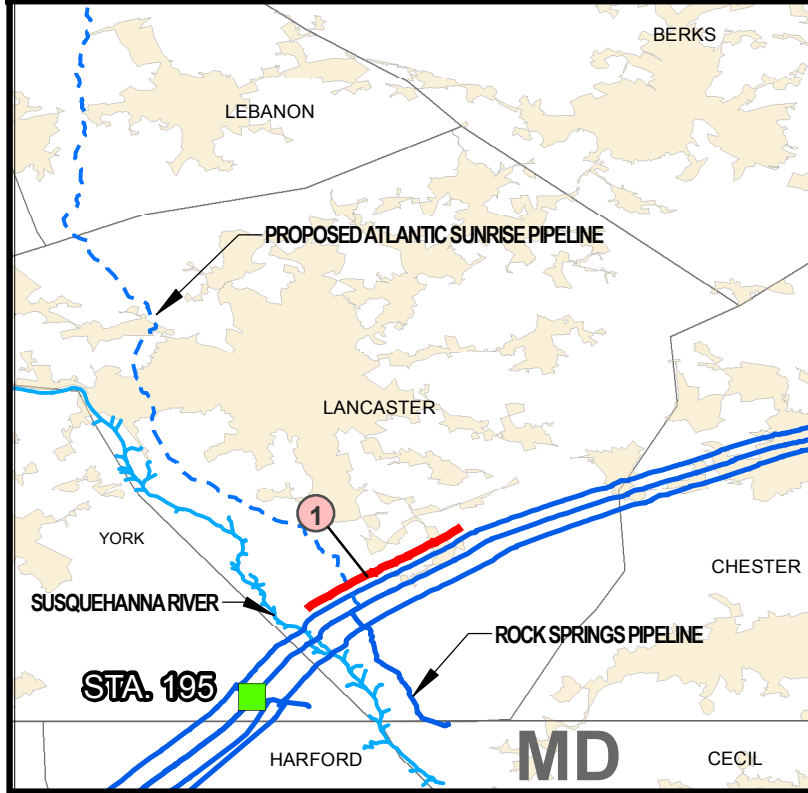 BERKS
LEBANON
PROPOSED ATLANTIC SUNRISE PIPELINE
LANCASTER
1
YORK
CHESTER
SUSQUEHANNA RIVER
ROCK SPRINGS PIPELINE
STA. 195
HARFORD
MD
CECIL